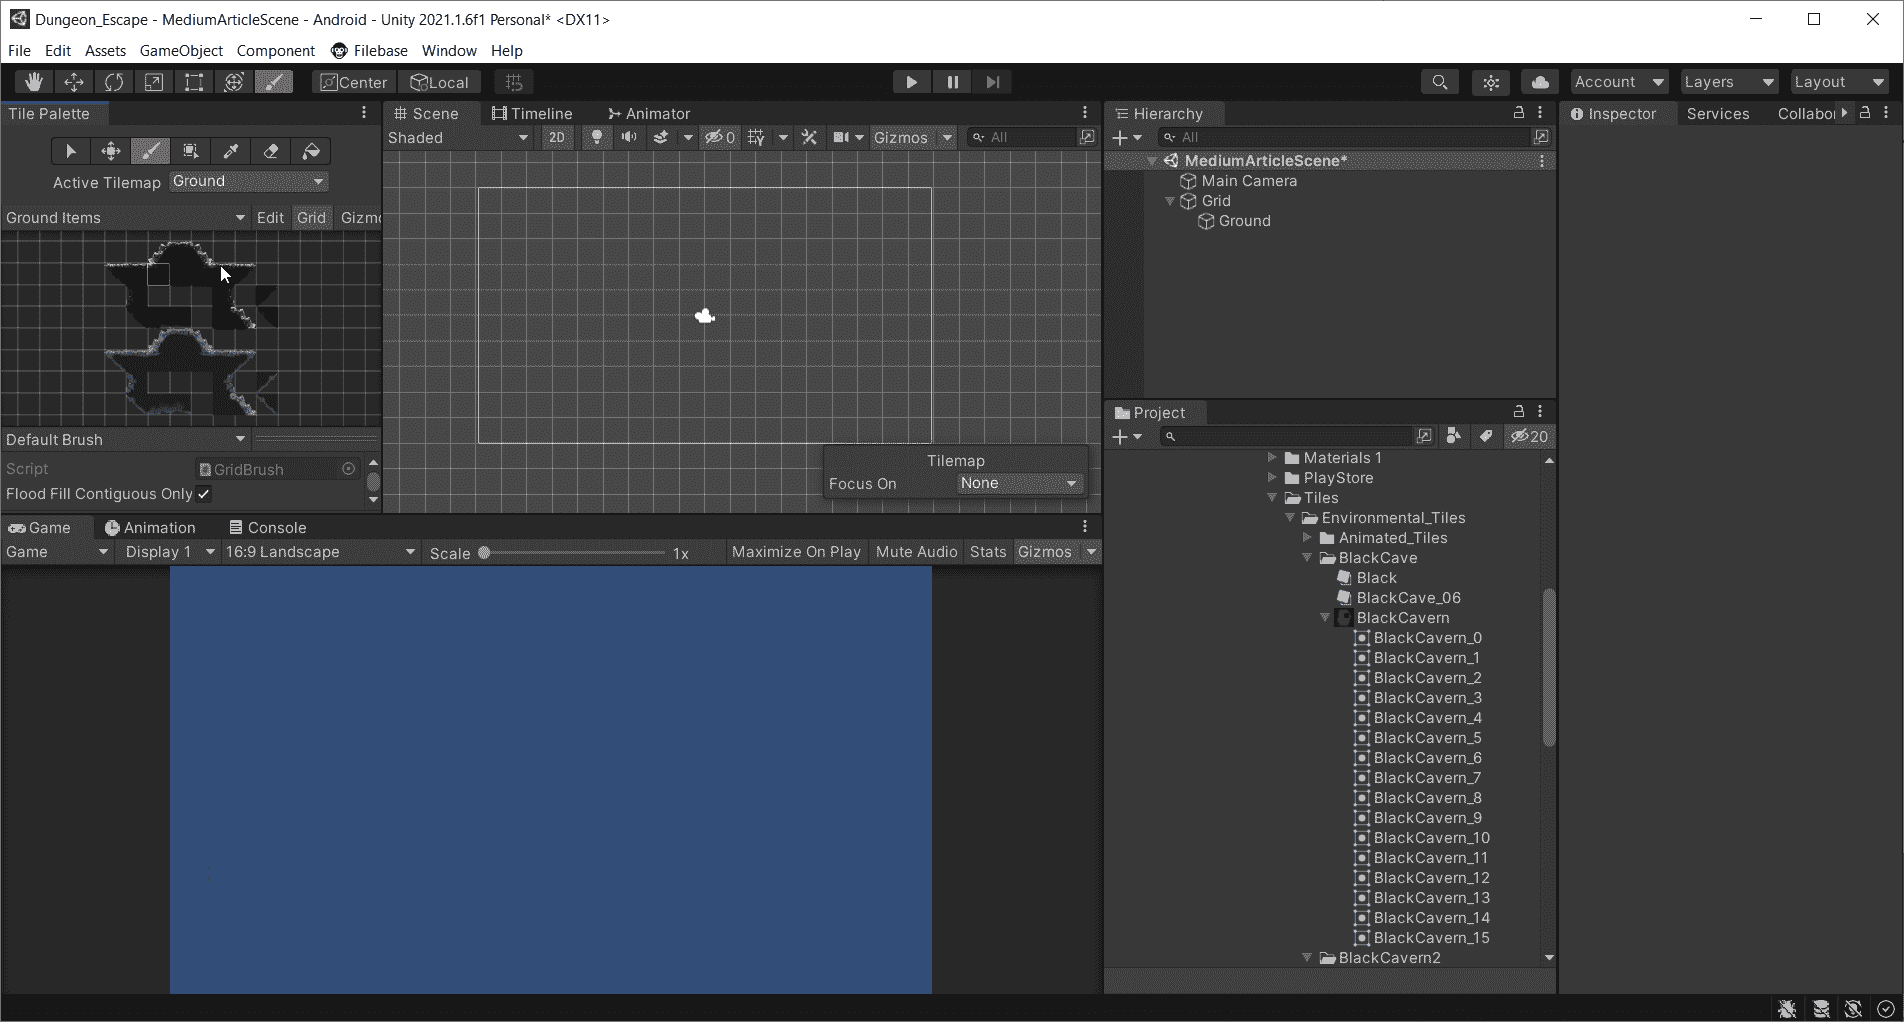 Dungeon_Escape - MediumArticleScene - Android - Unity 2021.1.6f1 Personal* <DX11>
File Edit Assets GameObject Component Filebase Window Help
Center Local Account Layers Layout
Tile Palette
Active Tilemap Ground
Ground Items Edit Grid Gizm
Default Brush
Script GridBrush
Flood Fill Contiguous Only
Scene Timeline Animator
Shaded 2D 0 Gizmos All
Tilemap
Focus On None
Game Animation Console
Game Display 1 16:9 Landscape Scale 1x Maximize On Play Mute Audio Stats Gizmos
Hierarchy
All
MediumArticleScene*
Main Camera
Grid
Ground
Project
20
Materials 1
PlayStore
Tiles
Environmental_Tiles
Animated_Tiles
BlackCave
Black
BlackCave_06
BlackCavern
BlackCavern_0
BlackCavern_1
BlackCavern_2
BlackCavern_3
BlackCavern_4
BlackCavern_5
BlackCavern_6
BlackCavern_7
BlackCavern_8
BlackCavern_9
BlackCavern_10
BlackCavern_11
BlackCavern_12
BlackCavern_13
BlackCavern_14
BlackCavern_15
BlackCavern2
Inspector Services Collabor